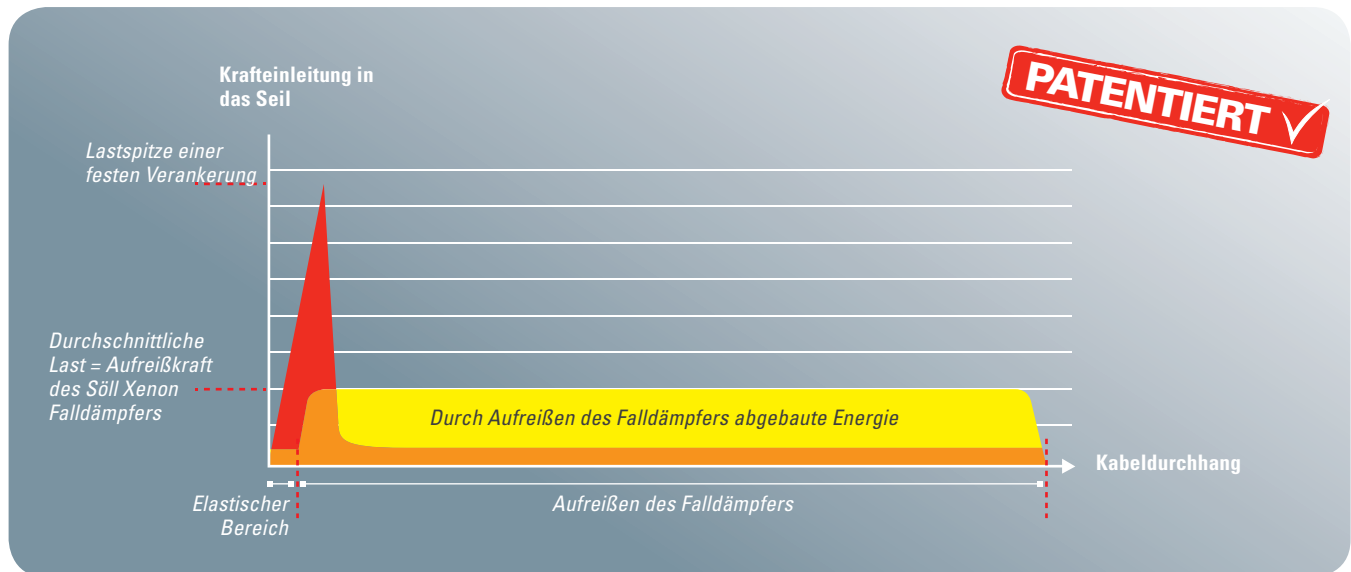 Krafteinleitung in
das Seil
PATENTIERT
Lastspitze einer
festen Verankerung
Durchschnittliche
Last = Aufreißkraft
des Söll Xenon
Falldämpfers
Durch Aufreißen des Falldämpfers abgebaute Energie
Kabeldurchhang
Elastischer
Bereich
Aufreißen des Falldämpfers